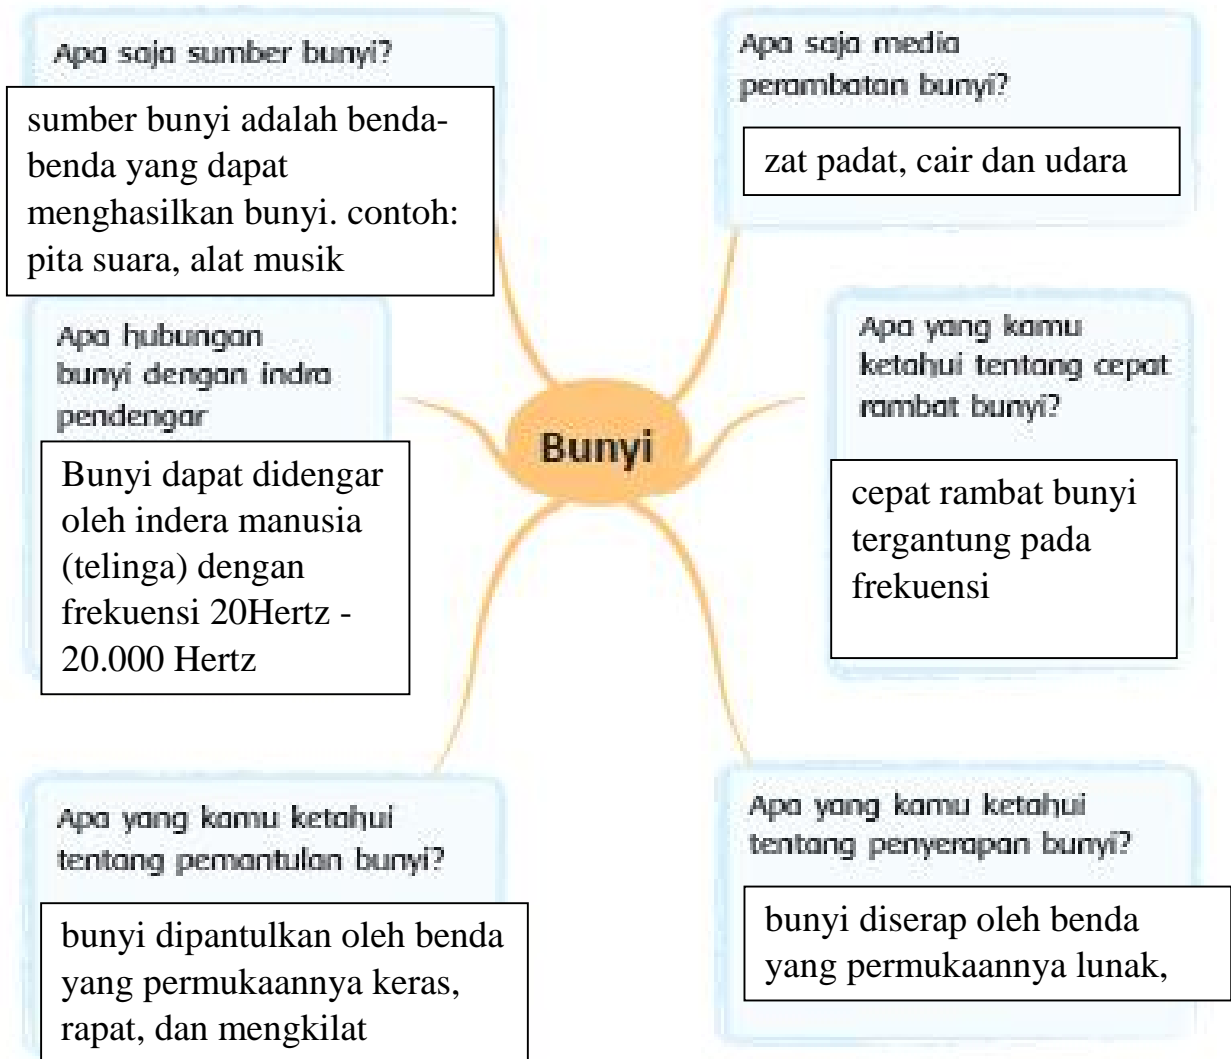 Apa saja sumber bunyi?
sumber bunyi adalah benda-
benda yang dapat
menghasilkan bunyi. contoh:
pita suara, alat musik
Apa saja media
perambatan bunyi?
zat padat, cair dan udara
Apa hubungan
bunyi dengan indra
pendengar
Bunyi dapat didengar
oleh indera manusia
(telinga) dengan
frekuensi 20Hertz -
20.000 Hertz
Bunyi
Apa yang kamu
ketahui tentang cepat
rambat bunyi?
cepat rambat bunyi
tergantung pada
frekuensi
Apa yang kamu ketahui
tentang pemantulan bunyi?
bunyi dipantulkan oleh benda
yang permukaannya keras,
rapat, dan mengkilat
Apa yang kamu ketahui
tentang penyerapan bunyi?
bunyi diserap oleh benda
yang permukaannya lunak,